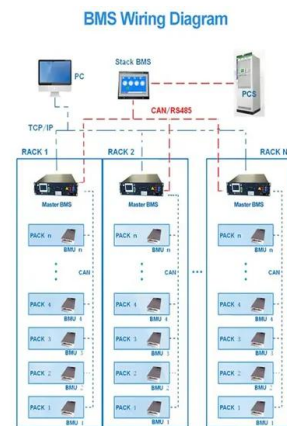 BMS Wiring Diagram
Stack BMS
PC
PCS
CAN/RS485
TCP/IP
RACK 1
RACK 2
RACK N
Master BMS
Master BMS
Master BMS
PACK n
BMU n
PACK n
BMU n
PACK n
BMU n
CAN
CAN
CAN
PACK 4
BMU 4
PACK 4
BMU 4
PACK 4
BMU 4
PACK 3
BMU 3
PACK 3
BMU 3
PACK 3
BMU 3
PACK 2
BMU 2
PACK 2
BMU 2
PACK 2
BMU 2
PACK 1
BMU 1
PACK 1
BMU 1
PACK 1
BMU 1